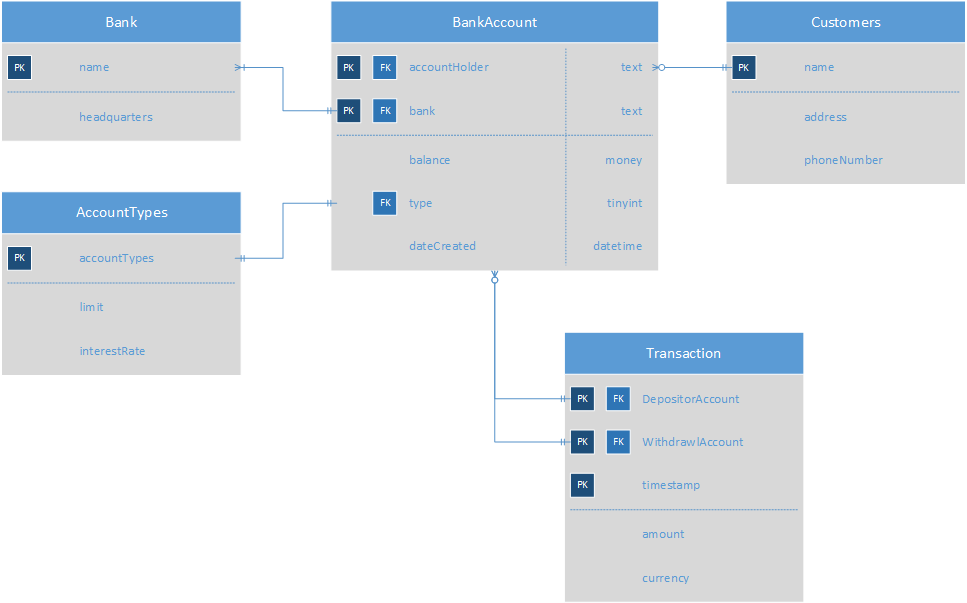 Bank
PK name
headquarters
BankAccount
PK FK accountHolder text
PK FK bank text
balance money
FK type tinyint
dateCreated datetime
Customers
PK name
address
phoneNumber
AccountTypes
PK accountTypes
limit
interestRate
Transaction
PK FK DepositorAccount
PK FK WithdrawlAccount
PK timestamp
amount
currency